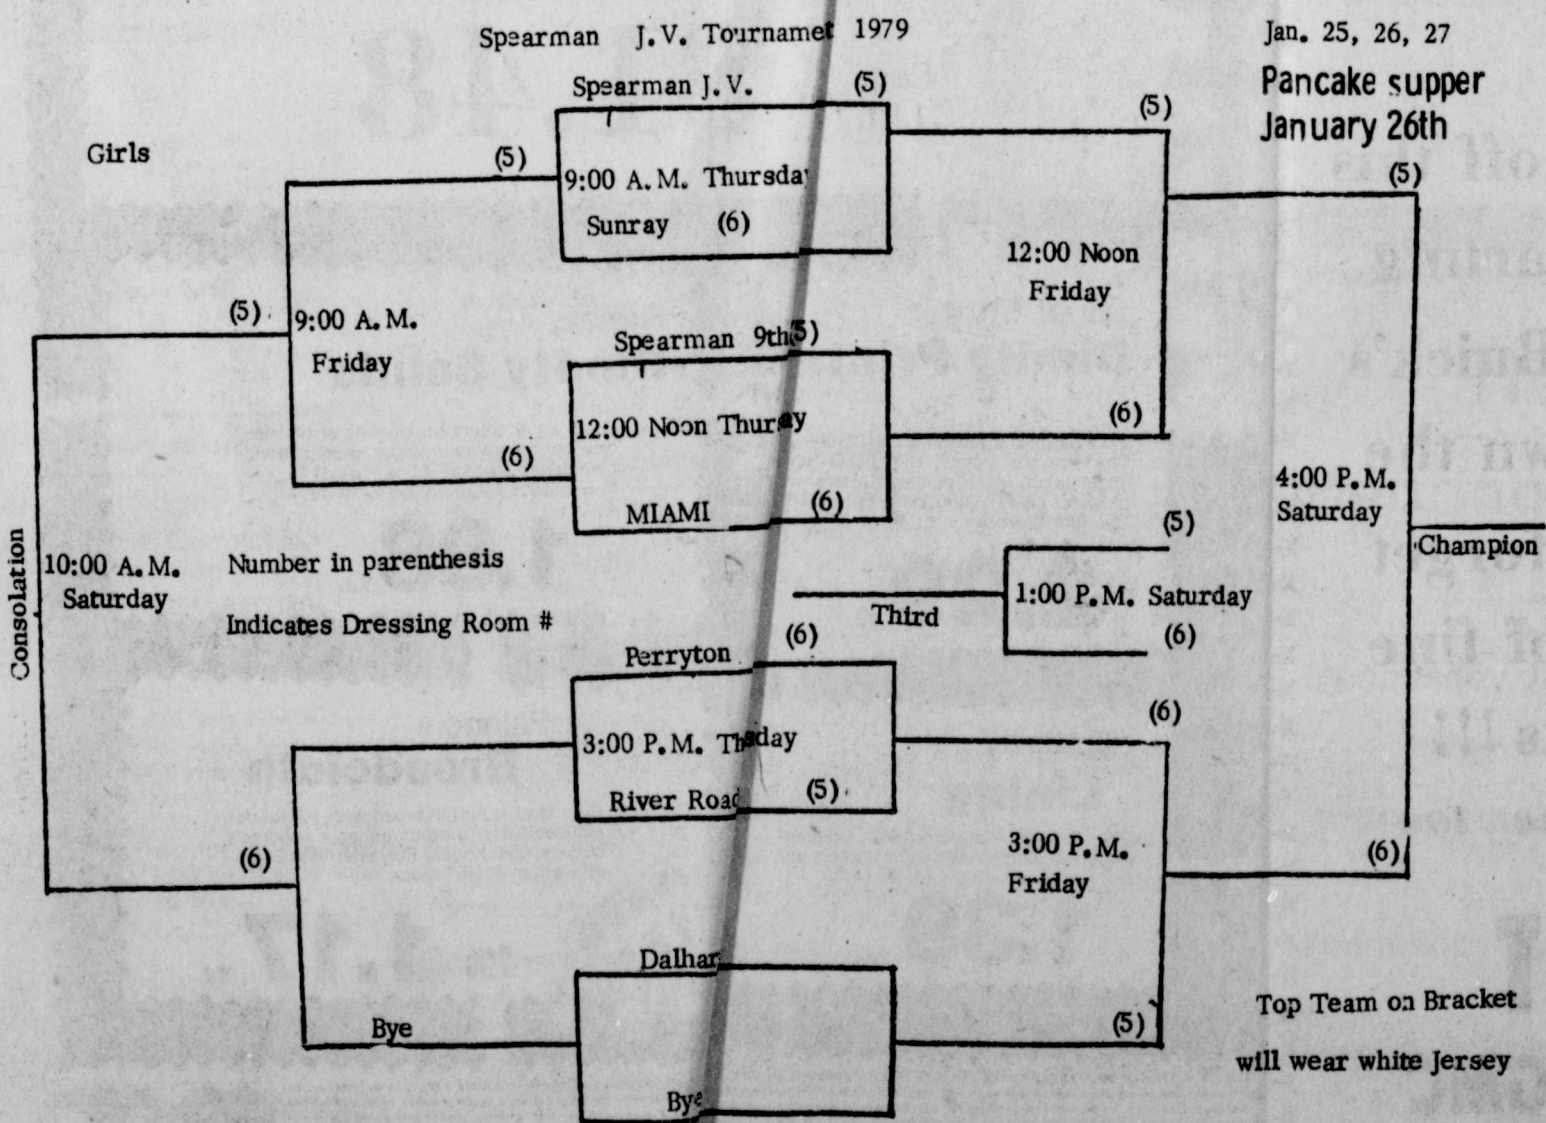 Spearman J.V. Tourname 1979
Jan. 25, 26, 27
Pancake supper
January 26th
Girls
Spearman J.V. (5)
(5)
9:00 A.M. Thursda
Sunray (6)
(5)
(5)
12:00 Noon
Friday
(5)
9:00 A.M.
Friday
Spearman 9th (5)
12:00 Noon Thur y
MIAMI (6)
(6)
(6)
4:00 P.M.
Saturday
Champion
Consolation
10:00 A.M.
Saturday
Number in parenthesis
Indicates Dressing Room #
(5)
1:00 P.M. Saturday
Third
(6)
Perryton (6)
3:00 P.M. Th day
River Road (5)
(6)
3:00 P.M.
Friday
(6)
(6)
Dalhar
Bye
(5)
Bye
Top Team on Bracket
will wear white Jersey